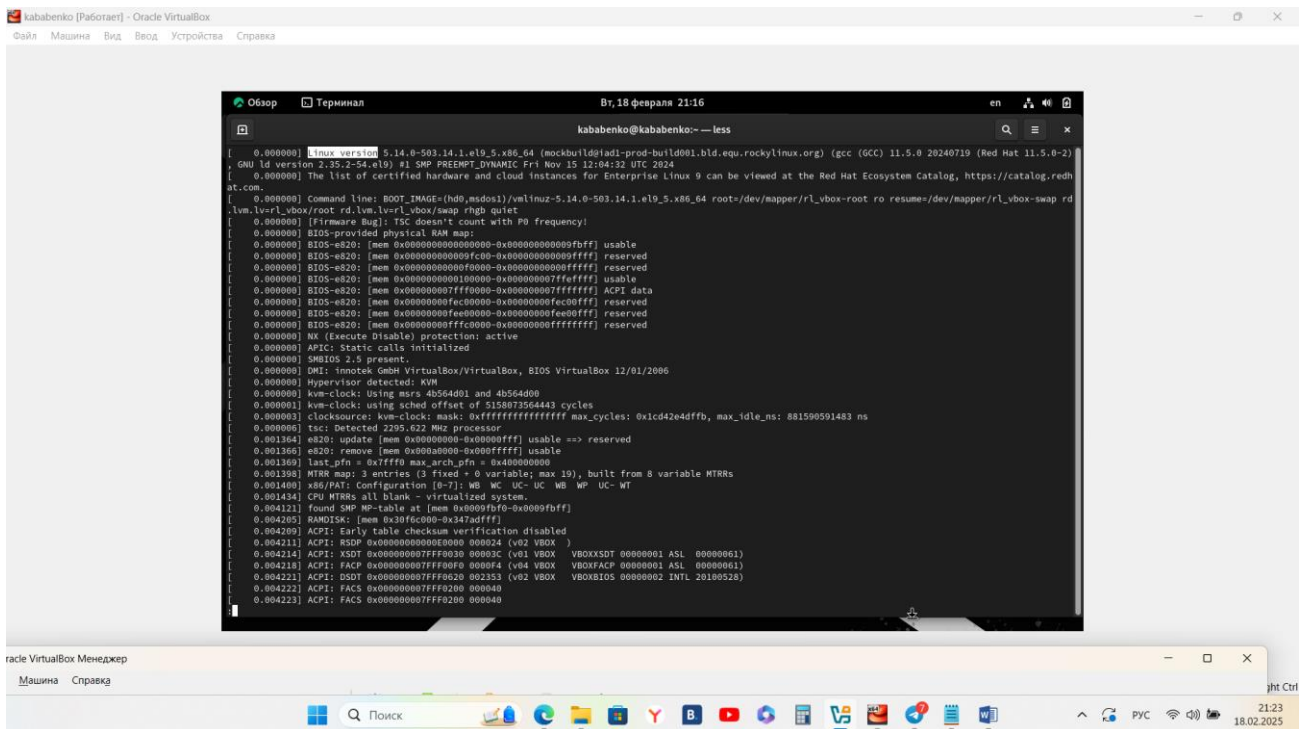 kababenko [Работает] - Oracle VirtualBox
Файл Машина Вид Ввод Устройства Справка
Обзор Терминал Вт, 18 февраля 21:16 en
kababenko@kababenko:~ — less
[    0.000000] Linux version 5.14.0-503.14.1.el9_5.x86_64 (mockbuild@iad1-prod-build001.bld.equ.rockylinux.org) (gcc (GCC) 11.5.0 20240719 (Red Hat 11.5.0-2)
, GNU ld version 2.35.2-54.el9) #1 SMP PREEMPT_DYNAMIC Fri Nov 15 12:04:32 UTC 2024
[    0.000000] The list of certified hardware and cloud instances for Enterprise Linux 9 can be viewed at the Red Hat Ecosystem Catalog, https://catalog.redh
at.com.
[    0.000000] Command line: BOOT_IMAGE=(hd0,msdos1)/vmlinuz-5.14.0-503.14.1.el9_5.x86_64 root=/dev/mapper/rl_vbox-root ro resume=/dev/mapper/rl_vbox-swap rd
.lvm.lv=rl_vbox/root rd.lvm.lv=rl_vbox/swap rhgb quiet
[    0.000000] [Firmware Bug]: TSC doesn't count with P0 frequency!
[    0.000000] BIOS-provided physical RAM map:
[    0.000000] BIOS-e820: [mem 0x0000000000000000-0x000000000009fbff] usable
[    0.000000] BIOS-e820: [mem 0x000000000009fc00-0x000000000009ffff] reserved
[    0.000000] BIOS-e820: [mem 0x00000000000f0000-0x00000000000fffff] reserved
[    0.000000] BIOS-e820: [mem 0x0000000000100000-0x000000007ffeffff] usable
[    0.000000] BIOS-e820: [mem 0x000000007fff0000-0x000000007fffffff] ACPI data
[    0.000000] BIOS-e820: [mem 0x00000000fec00000-0x00000000fec00fff] reserved
[    0.000000] BIOS-e820: [mem 0x00000000fee00000-0x00000000fee00fff] reserved
[    0.000000] BIOS-e820: [mem 0x00000000fffc0000-0x00000000ffffffff] reserved
[    0.000000] NX (Execute Disable) protection: active
[    0.000000] APIC: Static calls initialized
[    0.000000] SMBIOS 2.5 present.
[    0.000000] DMI: innotek GmbH VirtualBox/VirtualBox, BIOS VirtualBox 12/01/2006
[    0.000000] Hypervisor detected: KVM
[    0.000000] kvm-clock: Using msrs 4b564d01 and 4b564d00
[    0.000001] kvm-clock: using sched offset of 5158073564443 cycles
[    0.000003] clocksource: kvm-clock: mask: 0xffffffffffffffff max_cycles: 0x1cd42e4dffb, max_idle_ns: 881590591483 ns
[    0.000006] tsc: Detected 2295.622 MHz processor
[    0.001364] e820: update [mem 0x00000000-0x00000fff] usable ==> reserved
[    0.001366] e820: remove [mem 0x000a0000-0x000fffff] usable
[    0.001369] last_pfn = 0x7fff0 max_arch_pfn = 0x400000000
[    0.001398] MTRR map: 3 entries (3 fixed + 0 variable; max 19), built from 8 variable MTRRs
[    0.001400] x86/PAT: Configuration [0-7]: WB  WC  UC- UC  WB  WP  UC- WT
[    0.001434] CPU MTRRs all blank - virtualized system.
[    0.004121] found SMP MP-table at [mem 0x0009fbf0-0x0009fbff]
[    0.004205] RAMDISK: [mem 0x30f6c000-0x347adfff]
[    0.004209] ACPI: Early table checksum verification disabled
[    0.004211] ACPI: RSDP 0x00000000000E0000 000024 (v02 VBOX  )
[    0.004214] ACPI: XSDT 0x000000007FFF0030 00003C (v01 VBOX   VBOXXSDT 00000001 ASL  00000061)
[    0.004218] ACPI: FACP 0x000000007FFF00F0 0000F4 (v04 VBOX   VBOXFACP 00000001 ASL  00000061)
[    0.004221] ACPI: DSDT 0x000000007FFF0620 002353 (v02 VBOX   VBOXBIOS 00000002 INTL 20100528)
[    0.004222] ACPI: FACS 0x000000007FFF0200 000040
[    0.004223] ACPI: FACS 0x000000007FFF0200 000040
:
racle VirtualBox Менеджер
Машина Справка
ght Ctrl
Поиск
РУС
21:23
18.02.2025